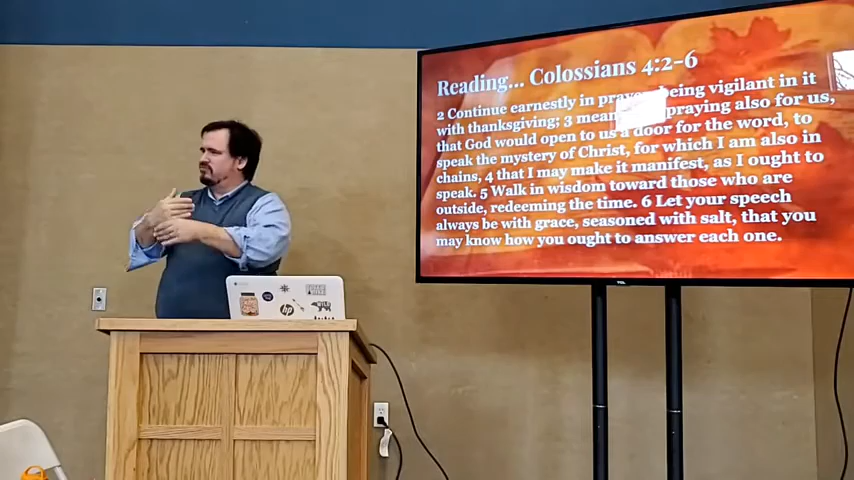 Reading... Colossians 4:2-6
2 Continue earnestly in prayer, being vigilant in it
with thanksgiving; 3 praying also for us,
that God would open to us a door for the word, to
speak the mystery of Christ, for which I am also in
chains, 4 that I may make it manifest, as I ought to
speak. 5 Walk in wisdom toward those who are
outside, redeeming the time. 6 Let your speech
always be with grace, seasoned with salt, that you
may know how you ought to answer each one.
TCL
hp